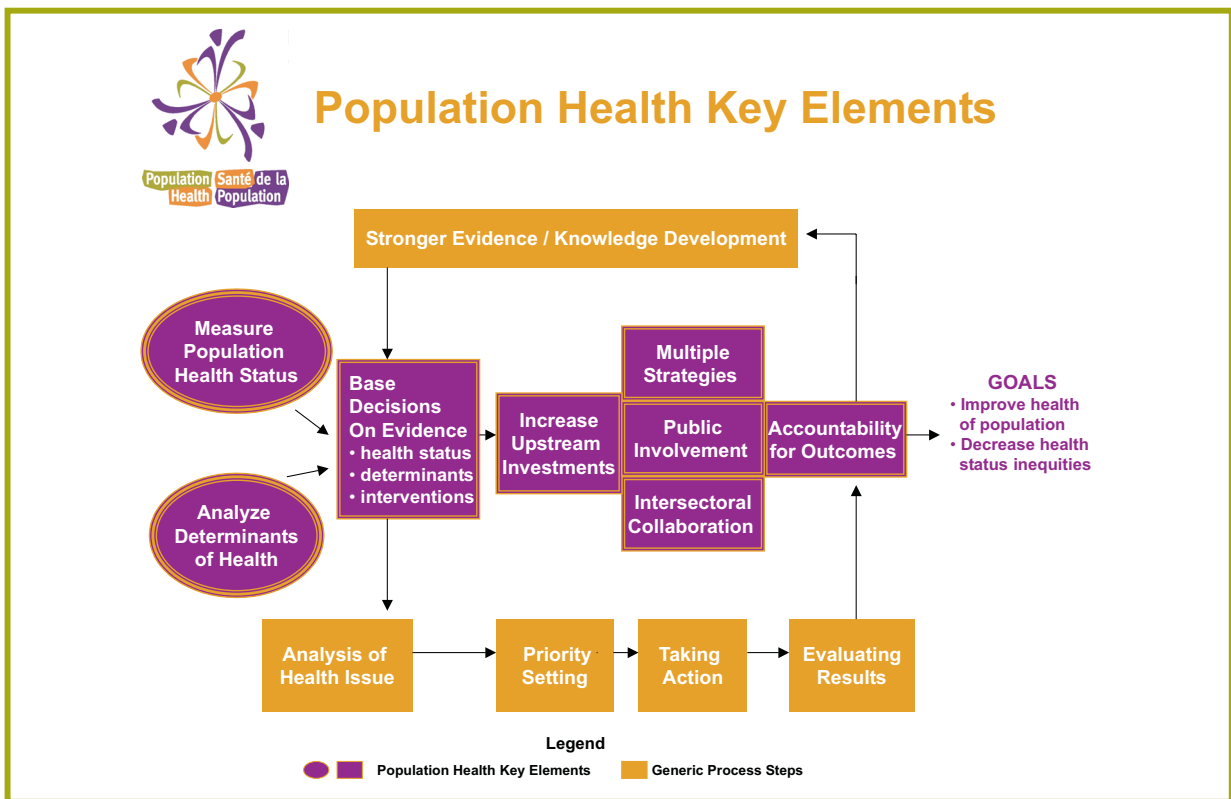 Population Health Key Elements
Population Santé de la
Health Population
Stronger Evidence / Knowledge Development
Measure
Population
Health Status
Analyze
Determinants
of Health
Base
Decisions
On Evidence
• health status
• determinants
• interventions
Increase
Upstream
Investments
Multiple
Strategies
Public
Involvement
Intersectoral
Collaboration
Accountability
for Outcomes
GOALS
• Improve health
of population
• Decrease health
status inequities
Analysis of
Health Issue
Priority
Setting
Taking
Action
Evaluating
Results
Legend
Population Health Key Elements
Generic Process Steps